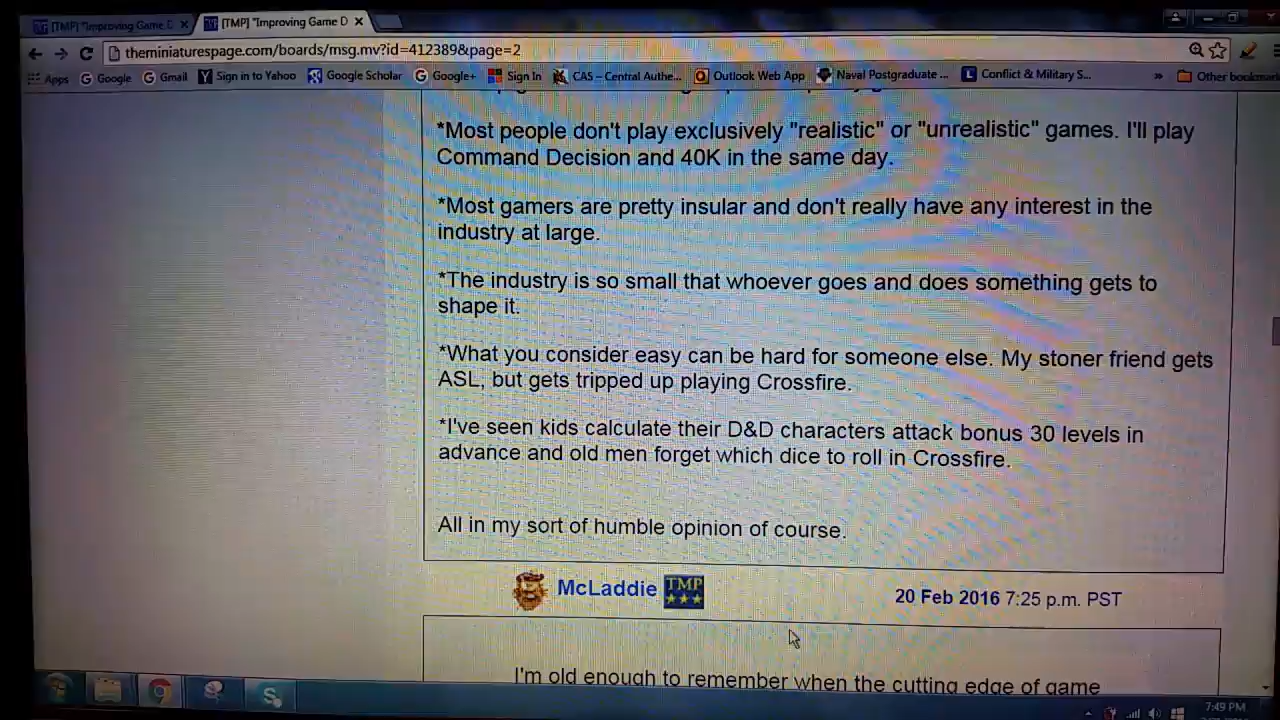 [TMP] "Improving Game D
[TMP] "Improving Game D
theminiaturespage.com/boards/msg.mv?id=412389&page=2
Apps Google Gmail Sign in to Yahoo Google Scholar Google+ Sign In CAS – Central Authe... Outlook Web App Naval Postgraduate ... Conflict & Military S... » Other bookmar
*Most people don't play exclusively "realistic" or "unrealistic" games. I'll play
Command Decision and 40K in the same day.
*Most gamers are pretty insular and don't really have any interest in the
industry at large.
*The industry is so small that whoever goes and does something gets to
shape it.
*What you consider easy can be hard for someone else. My stoner friend gets
ASL, but gets tripped up playing Crossfire.
*I've seen kids calculate their D&D characters attack bonus 30 levels in
advance and old men forget which dice to roll in Crossfire.
All in my sort of humble opinion of course.
McLaddie TMP 20 Feb 2016 7:25 p.m. PST
I'm old enough to remember when the cutting edge of game
7:49 PM